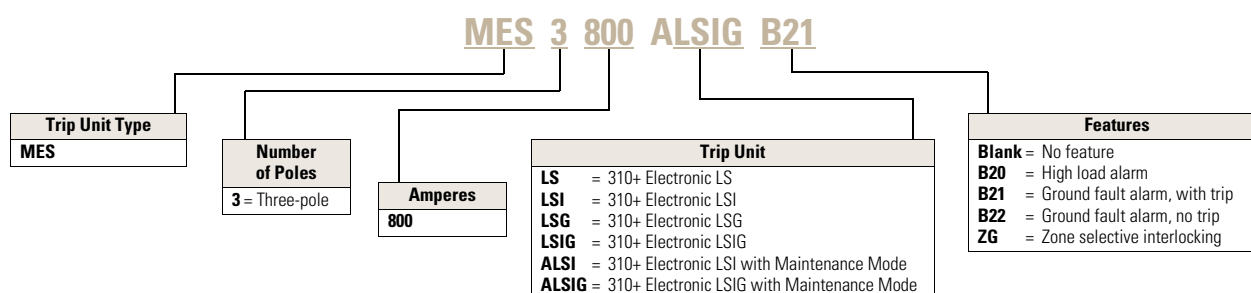 MES 3 800 ALSIG B21
Trip Unit Type
MES
Number
of Poles
3 = Three-pole
Amperes
800
Trip Unit
LS = 310+ Electronic LS
LSI = 310+ Electronic LSI
LSG = 310+ Electronic LSG
LSIG = 310+ Electronic LSIG
ALSI = 310+ Electronic LSI with Maintenance Mode
ALSIG = 310+ Electronic LSIG with Maintenance Mode
Features
Blank = No feature
B20 = High load alarm
B21 = Ground fault alarm, with trip
B22 = Ground fault alarm, no trip
ZG = Zone selective interlocking